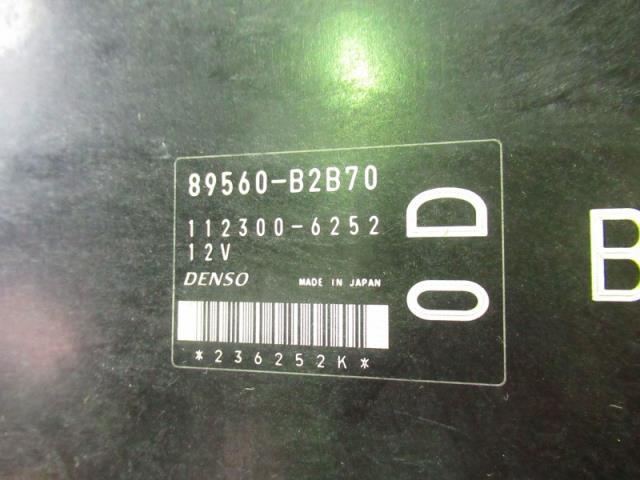 89560-B2B70
112300-6252
12V
DENSO MADE IN JAPAN
*236252K*
OD
B